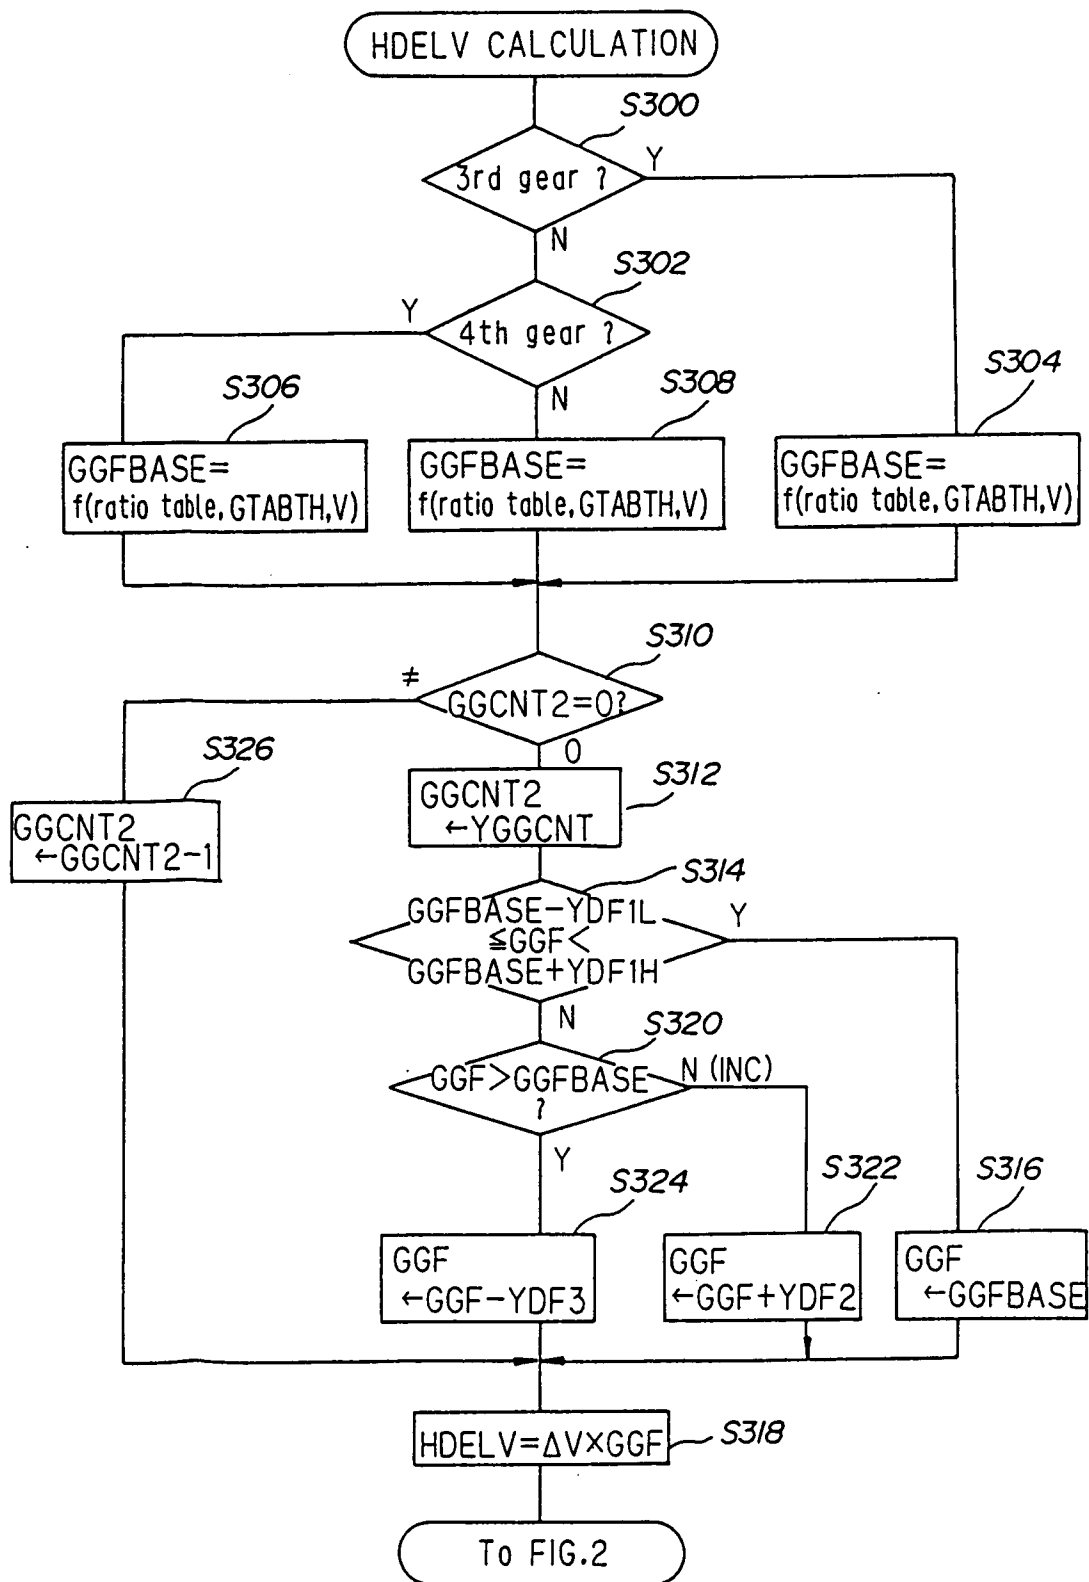 HDELV CALCULATION
S300
3rd gear ?
Y
N
S302
Y
4th gear ?
N
S306
S308
S304
GGFBASE=
f(ratio table, GTABTH,V)
GGFBASE=
f(ratio table, GTABTH,V)
GGFBASE=
f(ratio table, GTABTH,V)
S310
≠
GGCNT2=0?
0
S326
GGCNT2
←GGCNT2-1
S312
GGCNT2
←YGGCNT
S314
GGFBASE-YDF1L
≦GGF<
GGFBASE+YDF1H
Y
N
S320
GGF>GGFBASE
?
N (INC)
Y
S324
S322
S316
GGF
←GGF-YDF3
GGF
←GGF+YDF2
GGF
←GGFBASE
HDELV=ΔV×GGF
S318
To FIG.2